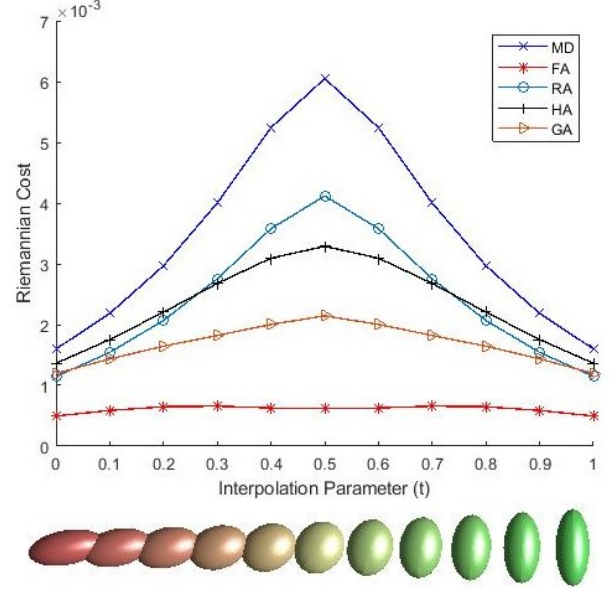 ×10⁻³
7
6
5
4
3
2
1
0
Riemannian Cost
MD
FA
RA
HA
GA
0 0.1 0.2 0.3 0.4 0.5 0.6 0.7 0.8 0.9 1
Interpolation Parameter (t)